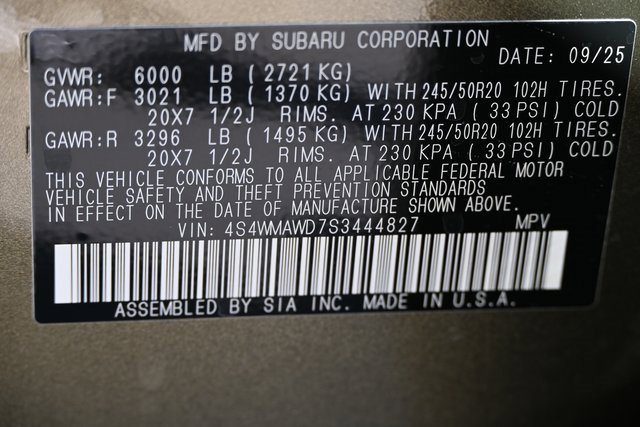 MFD BY SUBARU CORPORATION
DATE: 09/25
GVWR: 6000 LB (2721 KG)
GAWR:F 3021 LB (1370 KG) WITH 245/50R20 102H TIRES.
20X7 1/2J RIMS. AT 230 KPA ( 33 PSI) COLD
GAWR:R 3296 LB (1495 KG) WITH 245/50R20 102H TIRES.
20X7 1/2J RIMS. AT 230 KPA ( 33 PSI) COLD
THIS VEHICLE CONFORMS TO ALL APPLICABLE FEDERAL MOTOR
VEHICLE SAFETY AND THEFT PREVENTION STANDARDS
IN EFFECT ON THE DATE OF MANUFACTURE SHOWN ABOVE.
VIN: 4S4WMAWD7S3444827 MPV
ASSEMBLED BY SIA INC. MADE IN U.S.A.